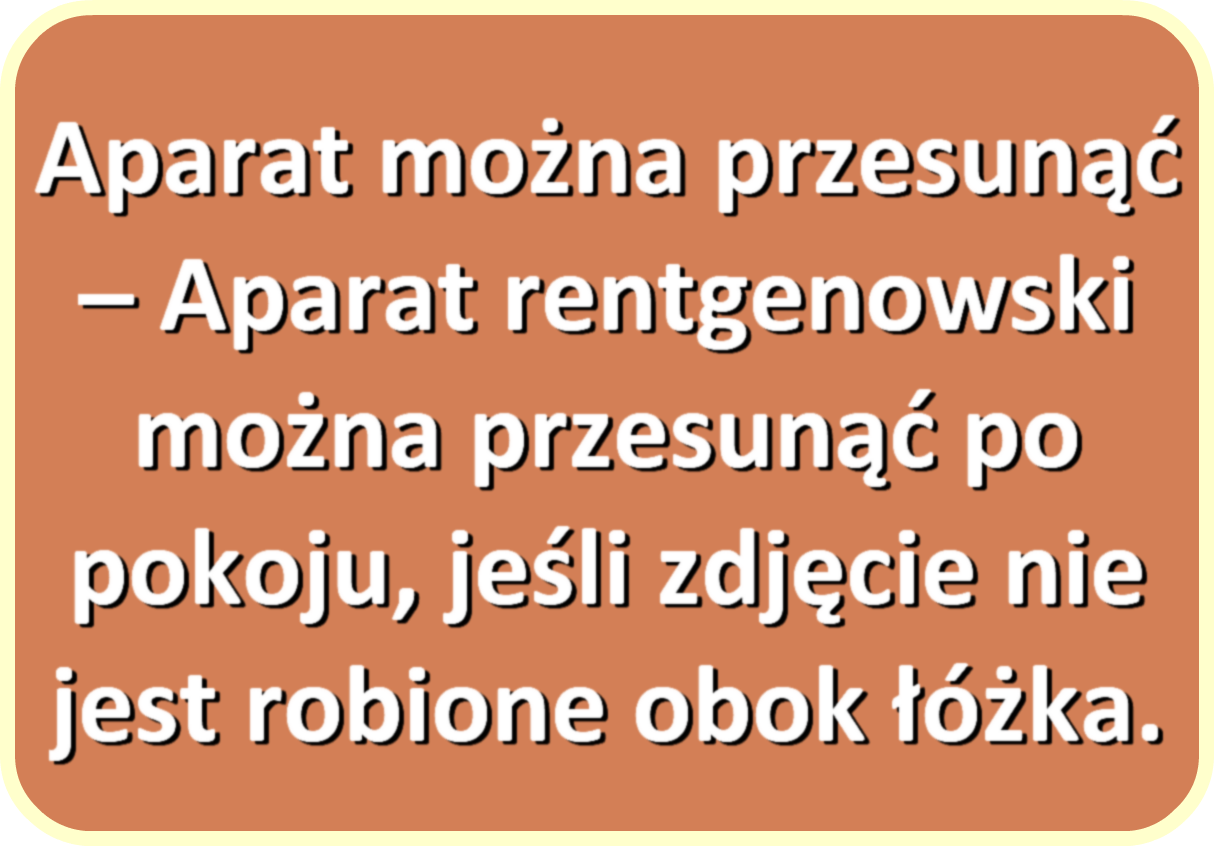 Aparat można przesunąć
– Aparat rentgenowski
można przesunąć po
pokoju, jeśli zdjęcie nie
jest robione obok łóżka.